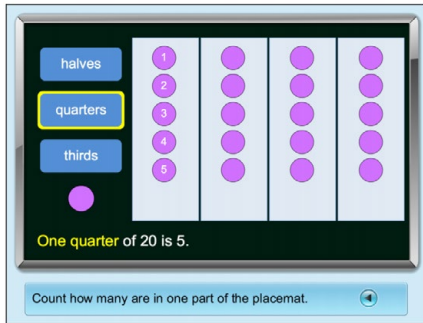 halves
quarters
thirds
1
2
3
4
5
One quarter of 20 is 5.
Count how many are in one part of the placemat.